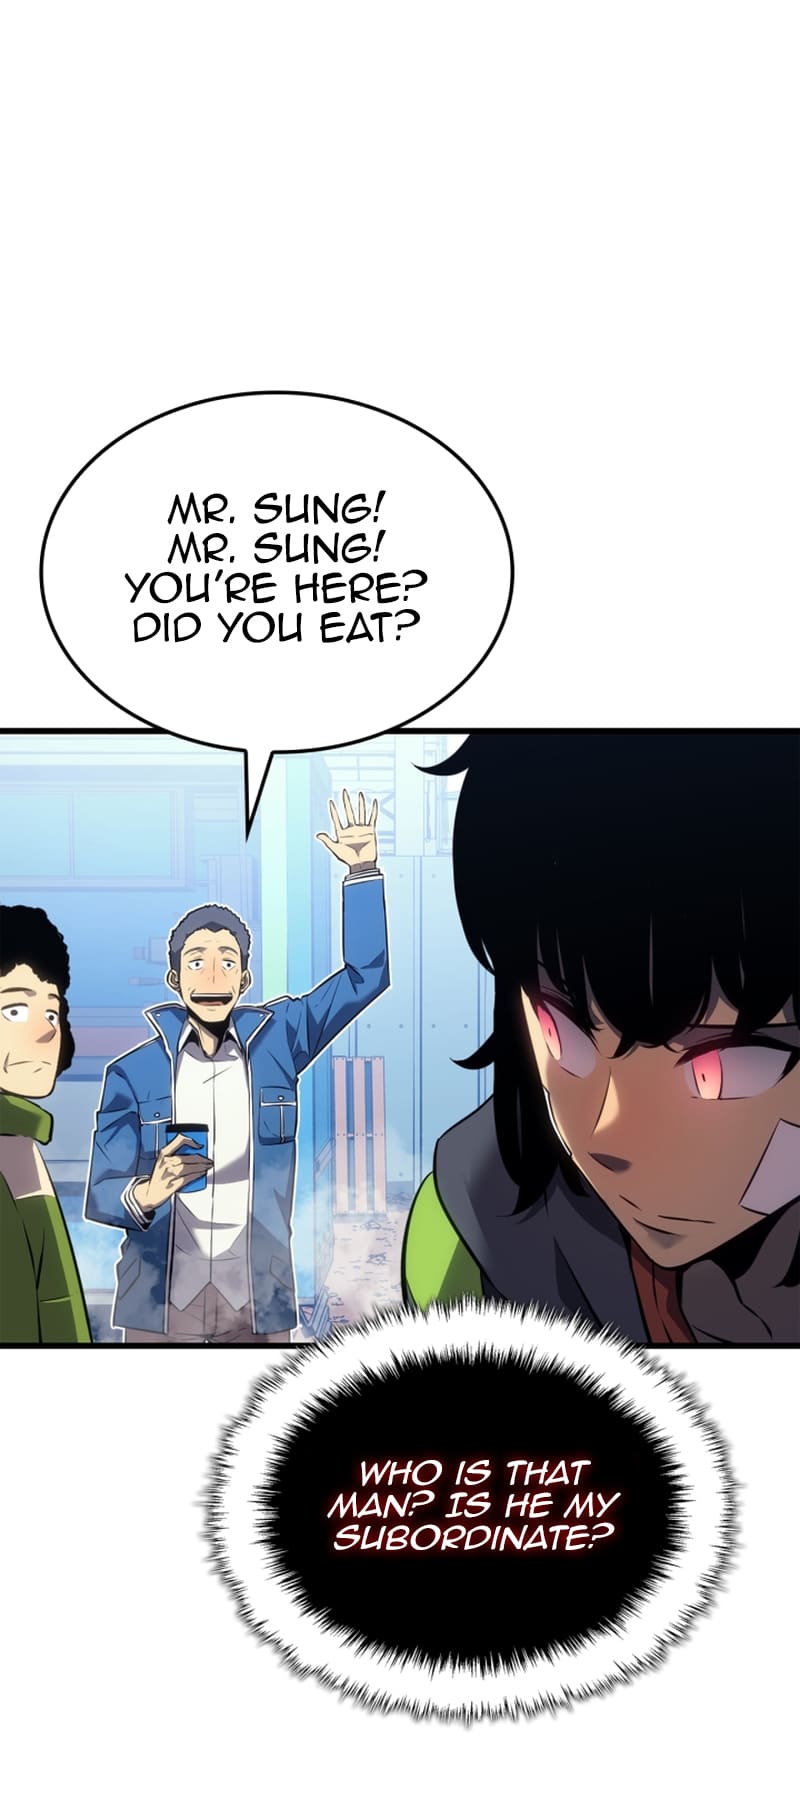 MR. SUNG!
MR. SUNG!
YOU'RE HERE?
DID YOU EAT?
WHO IS THAT
MAN? IS HE MY
SUBORDINATE?